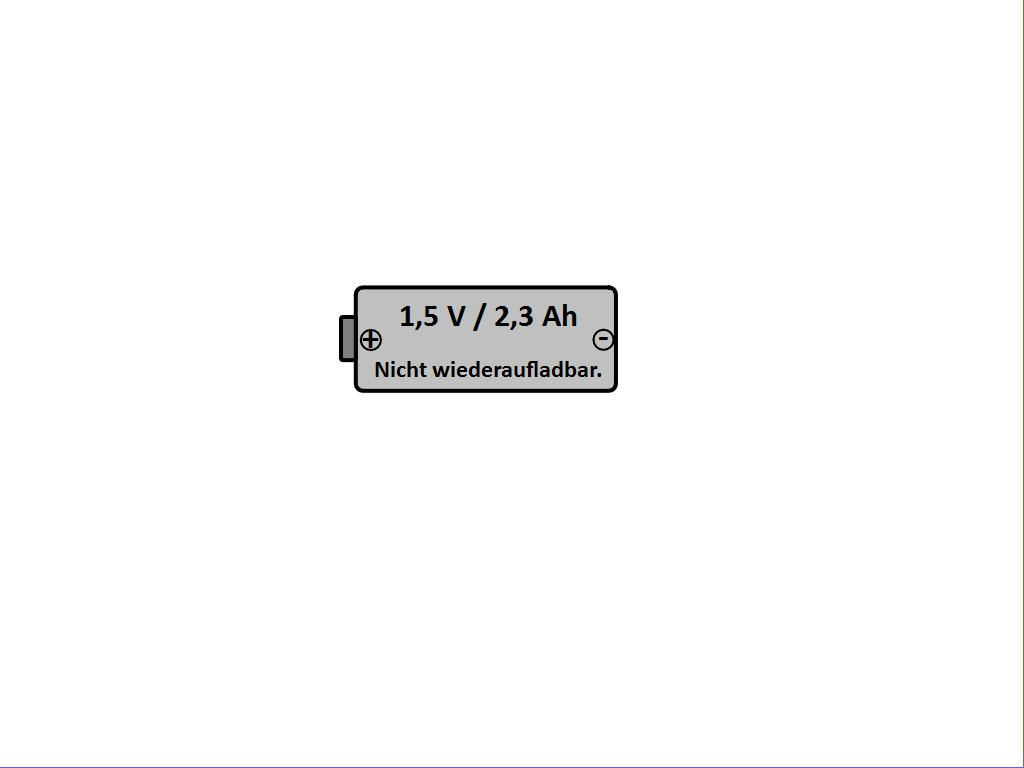 1,5 V / 2,3 Ah
+ -
Nicht wiederaufladbar.